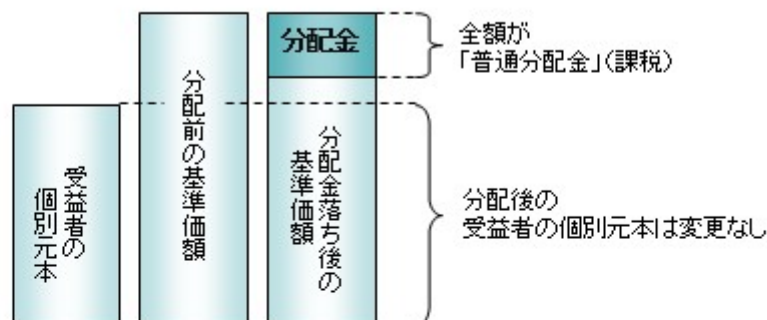 分配金
全額が
「普通分配金」(課税)
受益者の
個別元本
分配前の基準価額
分配金落ち後の
基準価額
分配後の
受益者の個別元本は変更なし